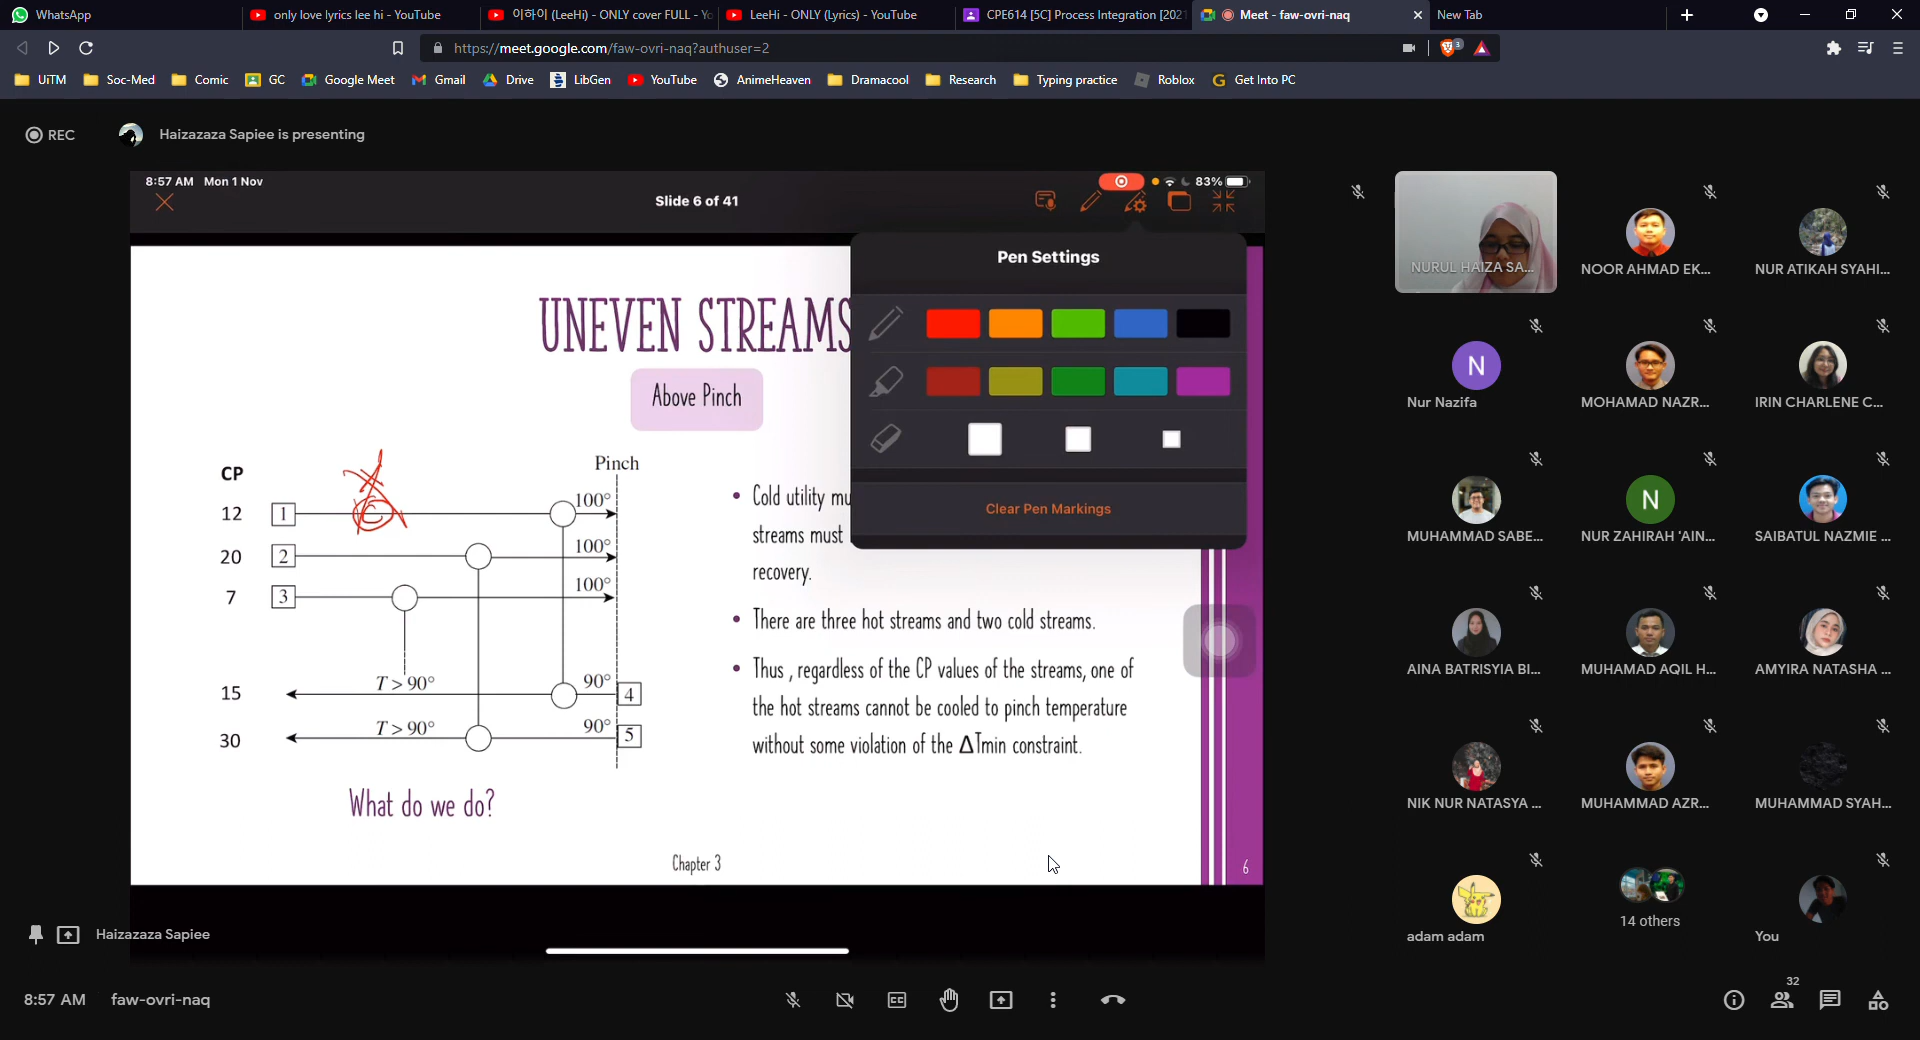 WhatsApp
only love lyrics lee hi - YouTube
이하이 (LeeHi) - ONLY cover FULL - Yo
LeeHi - ONLY (Lyrics) - YouTube
CPE614 [5C] Process Integration [2021
Meet - faw-ovri-naq
New Tab
https://meet.google.com/faw-ovri-naq?authuser=2
UiTM
Soc-Med
Comic
GC
Google Meet
Gmail
Drive
LibGen
YouTube
AnimeHeaven
Dramacool
Research
Typing practice
Roblox
Get Into PC
REC
Haizazaza Sapiee is presenting
8:57 AM Mon 1 Nov
83%
Slide 6 of 41
Pen Settings
Clear Pen Markings
UNEVEN STREAMS
Above Pinch
CP
Pinch
12 1 C 100°
20 2 100°
7 3 100°
15 T > 90° 90° 4
30 T > 90° 90° 5
What do we do?
• Cold utility mu
streams must
recovery.
• There are three hot streams and two cold streams.
• Thus , regardless of the CP values of the streams, one of
the hot streams cannot be cooled to pinch temperature
without some violation of the ΔTmin constraint.
Chapter 3
6
NURUL HAIZA SA...
NOOR AHMAD EK...
NUR ATIKAH SYAHI...
N
Nur Nazifa
MOHAMAD NAZR...
IRIN CHARLENE C...
N
MUHAMMAD SABE...
NUR ZAHIRAH 'AIN...
SAIBATUL NAZMIE ...
AINA BATRISYIA BI...
MUHAMAD AQIL H...
AMYIRA NATASHA ...
NIK NUR NATASYA ...
MUHAMMAD AZR...
MUHAMMAD SYAH...
adam adam
14 others
You
Haizazaza Sapiee
8:57 AM
faw-ovri-naq
32